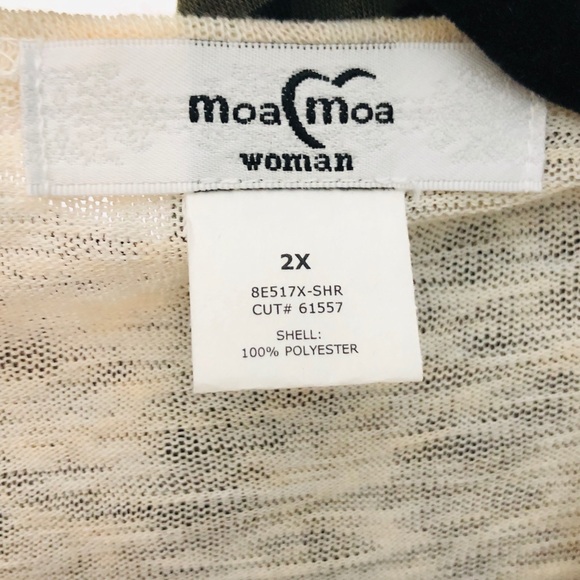 moa moa
woman
2X
8E517X-SHR
CUT# 61557
SHELL:
100% POLYESTER